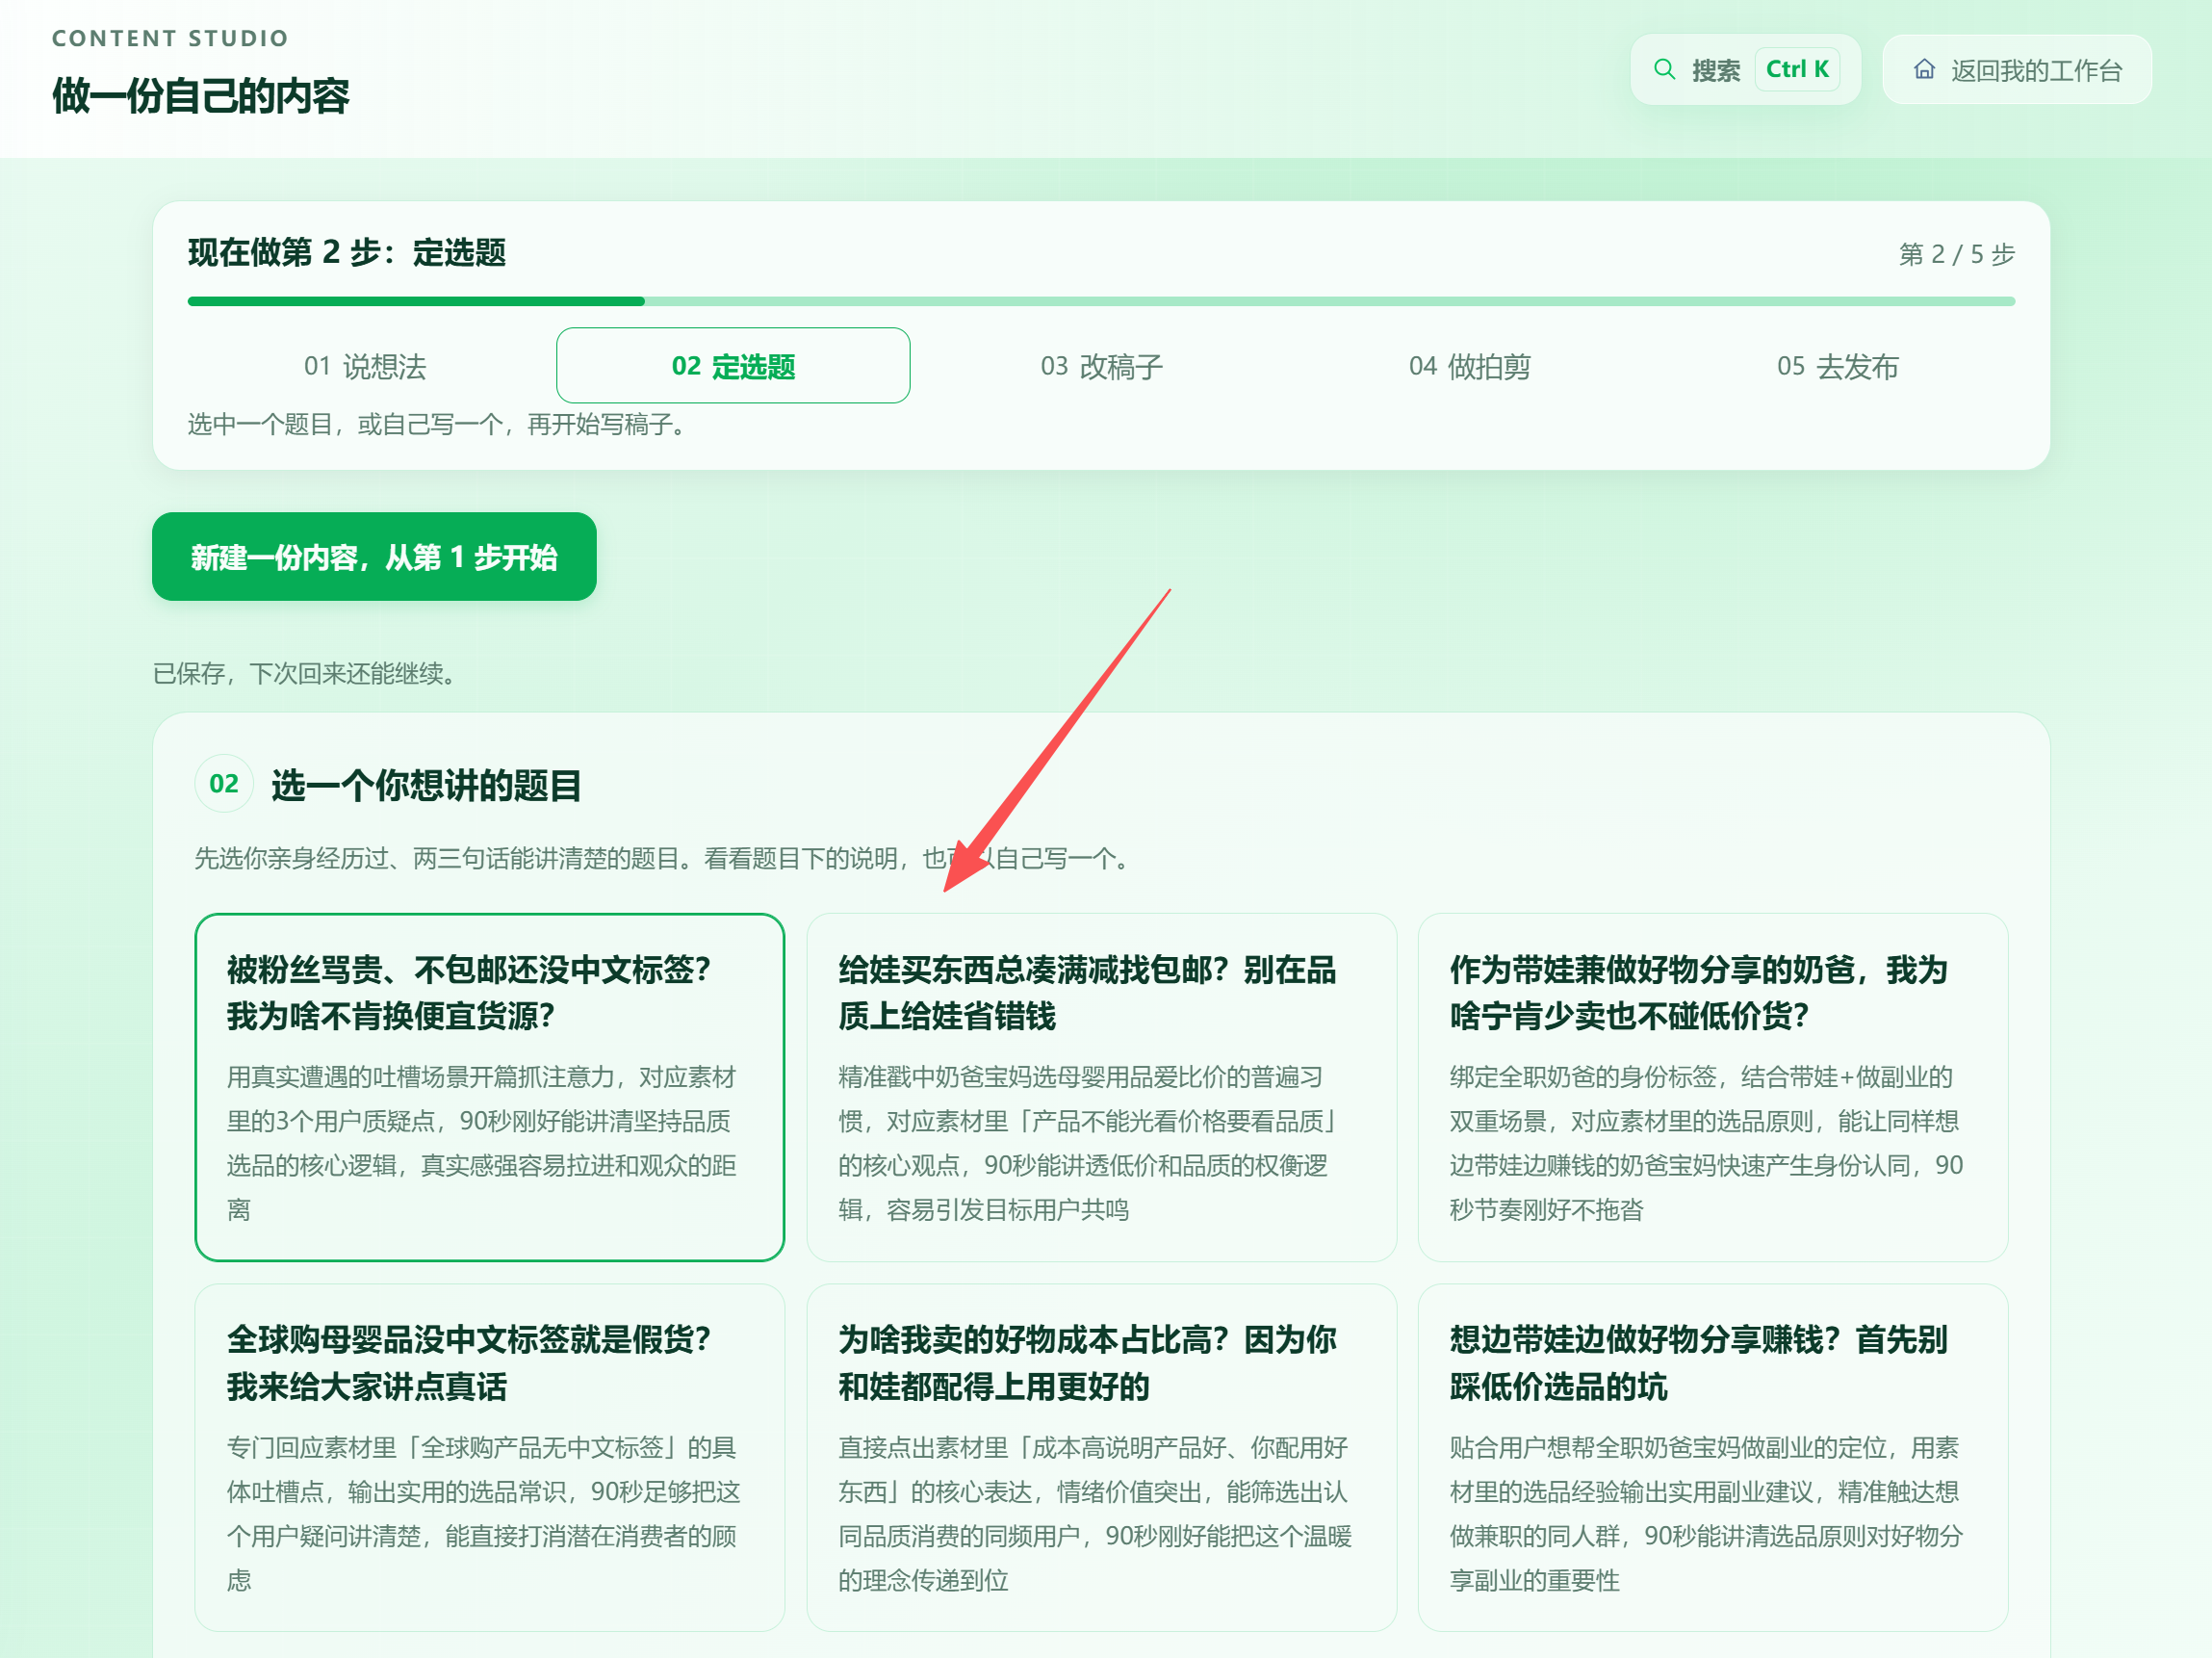 CONTENT STUDIO
做一份自己的内容
搜索 Ctrl K
返回我的工作台
现在做第 2 步：定选题
第 2 / 5 步
01 说想法
02 定选题
03 改稿子
04 做拍剪
05 去发布
选中一个题目，或自己写一个，再开始写稿子。
新建一份内容，从第 1 步开始
已保存，下次回来还能继续。
02 选一个你想讲的题目
先选你亲身经历过、两三句话能讲清楚的题目。看看题目下的说明，也可以自己写一个。
被粉丝骂贵、不包邮还没中文标签？
我为啥不肯换便宜货源？
用真实遭遇的吐槽场景开篇抓注意力，对应素材
里的3个用户质疑点，90秒刚好能讲清坚持品质
选品的核心逻辑，真实感强容易拉进和观众的距
离
给娃买东西总凑满减找包邮？别在品
质上给娃省错钱
精准戳中奶爸宝妈选母婴用品爱比价的普遍习
惯，对应素材里「产品不能光看价格要看品质」
的核心观点，90秒能讲透低价和品质的权衡逻
辑，容易引发目标用户共鸣
作为带娃兼做好物分享的奶爸，我为
啥宁肯少卖也不碰低价货？
绑定全职奶爸的身份标签，结合带娃+做副业的
双重场景，对应素材里的选品原则，能让同样想
边带娃边赚钱的奶爸宝妈快速产生身份认同，90
秒节奏刚好不拖沓
全球购母婴品没中文标签就是假货？
我来给大家讲点真话
专门回应素材里「全球购产品无中文标签」的具
体吐槽点，输出实用的选品常识，90秒足够把这
个用户疑问讲清楚，能直接打消潜在消费者的顾
虑
为啥我卖的好物成本占比高？因为你
和娃都配得上用更好的
直接点出素材里「成本高说明产品好、你配用好
东西」的核心表达，情绪价值突出，能筛选出认
同品质消费的同频用户，90秒刚好能把这个温暖
的理念传递到位
想边带娃边做好物分享赚钱？首先别
踩低价选品的坑
贴合用户想帮全职奶爸宝妈做副业的定位，用素
材里的选品经验输出实用副业建议，精准触达想
做兼职的同人群，90秒能讲清选品原则对好物分
享副业的重要性